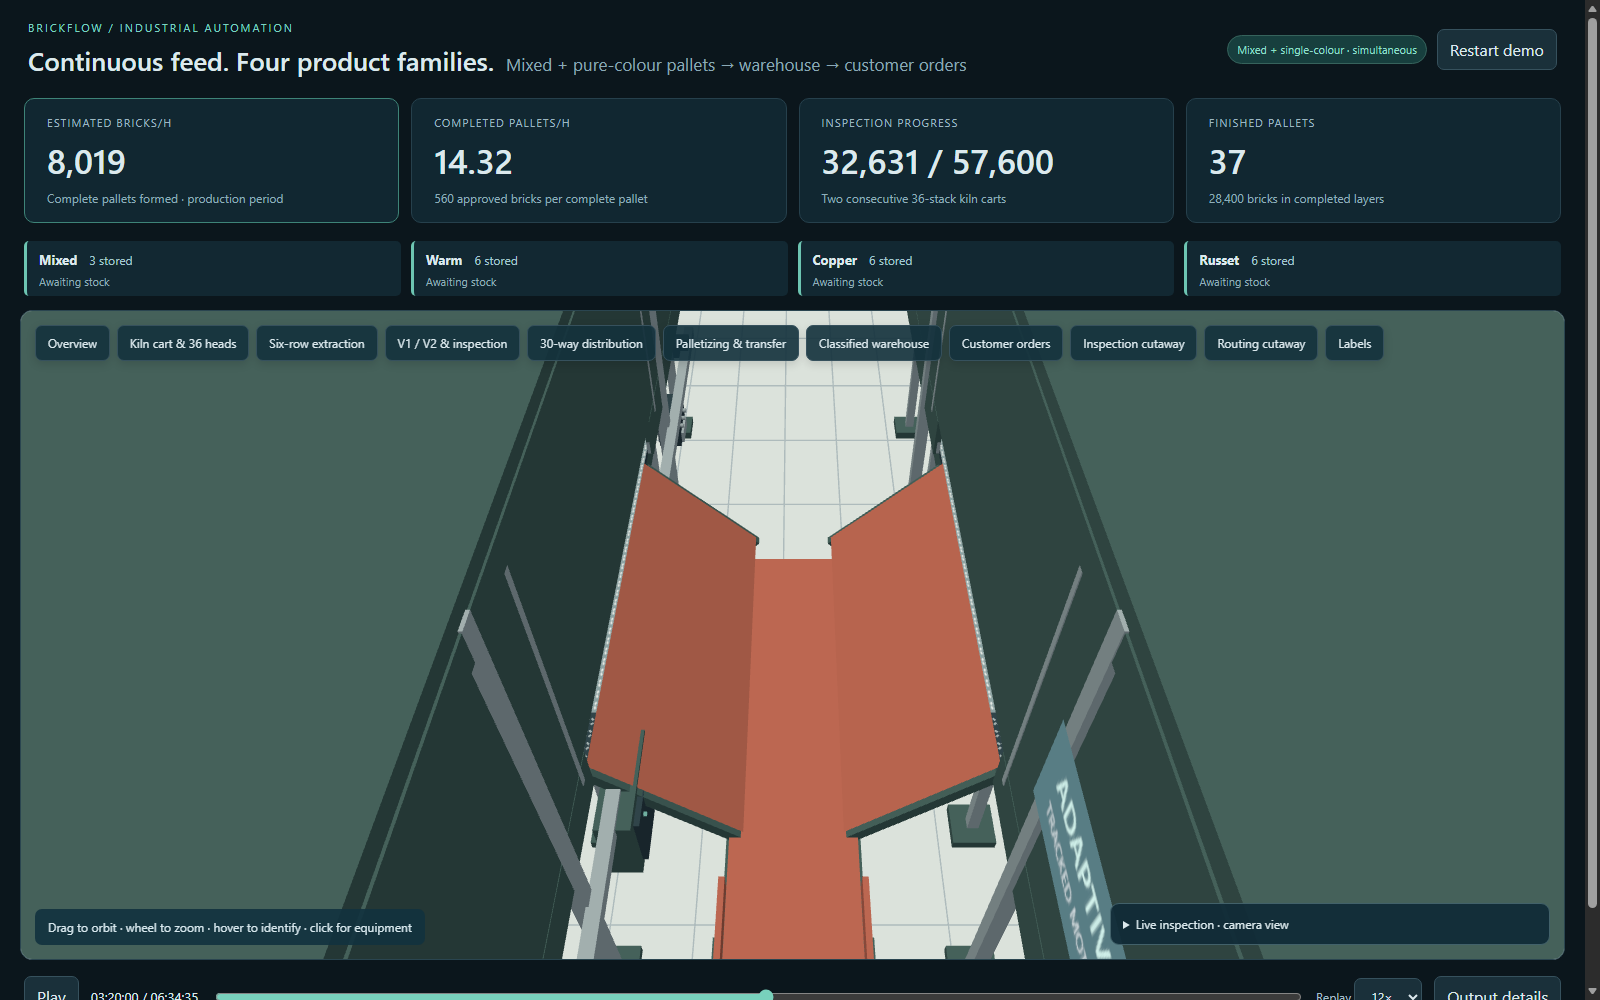 BRICKFLOW / INDUSTRIAL AUTOMATION
Continuous feed. Four product families. Mixed + pure-colour pallets → warehouse → customer orders
Mixed + single-colour · simultaneous
Restart demo
ESTIMATED BRICKS/H
8,019
Complete pallets formed · production period
COMPLETED PALLETS/H
14.32
560 approved bricks per complete pallet
INSPECTION PROGRESS
32,631 / 57,600
Two consecutive 36-stack kiln carts
FINISHED PALLETS
37
28,400 bricks in completed layers
Mixed 3 stored
Awaiting stock
Warm 6 stored
Awaiting stock
Copper 6 stored
Awaiting stock
Russet 6 stored
Awaiting stock
Overview
Kiln cart & 36 heads
Six-row extraction
V1 / V2 & inspection
30-way distribution
Palletizing & transfer
Classified warehouse
Customer orders
Inspection cutaway
Routing cutaway
Labels
ADAPTIV
TRACKED MOT
Drag to orbit · wheel to zoom · hover to identify · click for equipment
▶ Live inspection · camera view
Play
03:20:00 / 06:34:35
Replay
12×
Output details